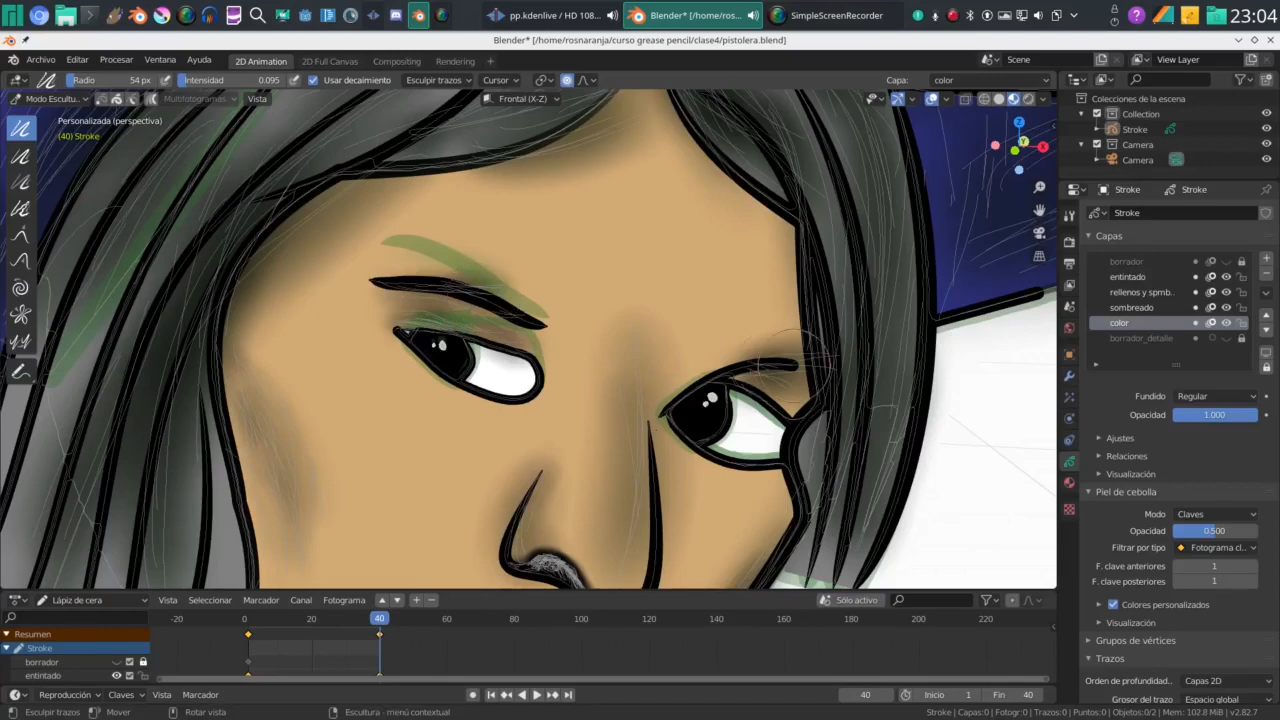 pp.kdenlive / HD 108...
Blender* [/home/ros...
SimpleScreenRecorder
23:04
Blender* [/home/rosnaranja/curso grease pencil/clase4/pistolera.blend]
Archivo Editar Procesar Ventana Ayuda
2D Animation 2D Full Canvas Compositing Rendering +
Scene
View Layer
Radio 54 px
Intensidad 0.095
Usar decaimiento
Esculpir trazos
Cursor
Capa: color
Modo Escultu..
Multifotogramas
Vista
Frontal (X-Z)
Personalizada (perspectiva)
(40) Stroke
Z
Y
X
Colecciones de la escena
Collection
Stroke
Camera
Camera
Stroke Stroke
Stroke
Capas
borrador
entintado
rellenos y spmb..
sombreado
color
borrador_detalle
Fundido Regular
Opacidad 1.000
Ajustes
Relaciones
Visualización
Piel de cebolla
Modo Claves
Opacidad 0.500
Filtrar por tipo Fotograma cl..
F. clave anteriores 1
F. clave posteriores 1
Colores personalizados
Visualización
Grupos de vértices
Trazos
Orden de profundidad.. Capas 2D
Grosor del trazo Espacio global
Lápiz de cera
Vista Seleccionar Marcador Canal Fotograma
Sólo activo
-20 0 20 40 60 80 100 120 140 160 180 200 220
Resumen
Stroke
borrador
entintado
Reproducción Claves Vista Marcador
40
Inicio 1
Fin 40
Esculpir trazos Mover Rotar vista Escultura - menú contextual
Stroke | Capas:0 | Fotogr:0 | Trazos:0 | Puntos:0 | Objetos:0/2 | Mem: 102.8 MiB | v2.82.7